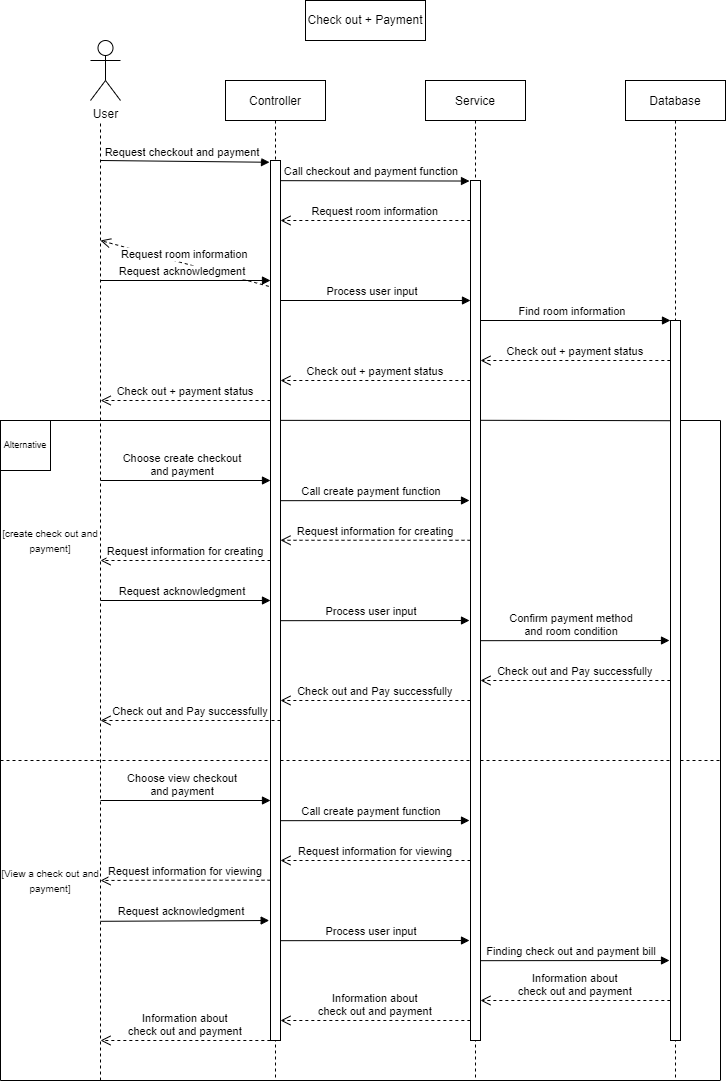 Check out + Payment
User
Controller
Service
Database
Request checkout and payment
Call checkout and payment function
Request room information
Request room information
Request acknowledgment
Process user input
Find room information
Check out + payment status
Check out + payment status
Check out + payment status
Alternative
Choose create checkout
and payment
Call create payment function
[create check out and
payment]
Request information for creating
Request information for creating
Request acknowledgment
Process user input
Confirm payment method
and room condition
Check out and Pay successfully
Check out and Pay successfully
Check out and Pay successfully
Choose view checkout
and payment
Call create payment function
Request information for viewing
[View a check out and
payment]
Request information for viewing
Request acknowledgment
Process user input
Finding check out and payment bill
Information about
check out and payment
Information about
check out and payment
Information about
check out and payment